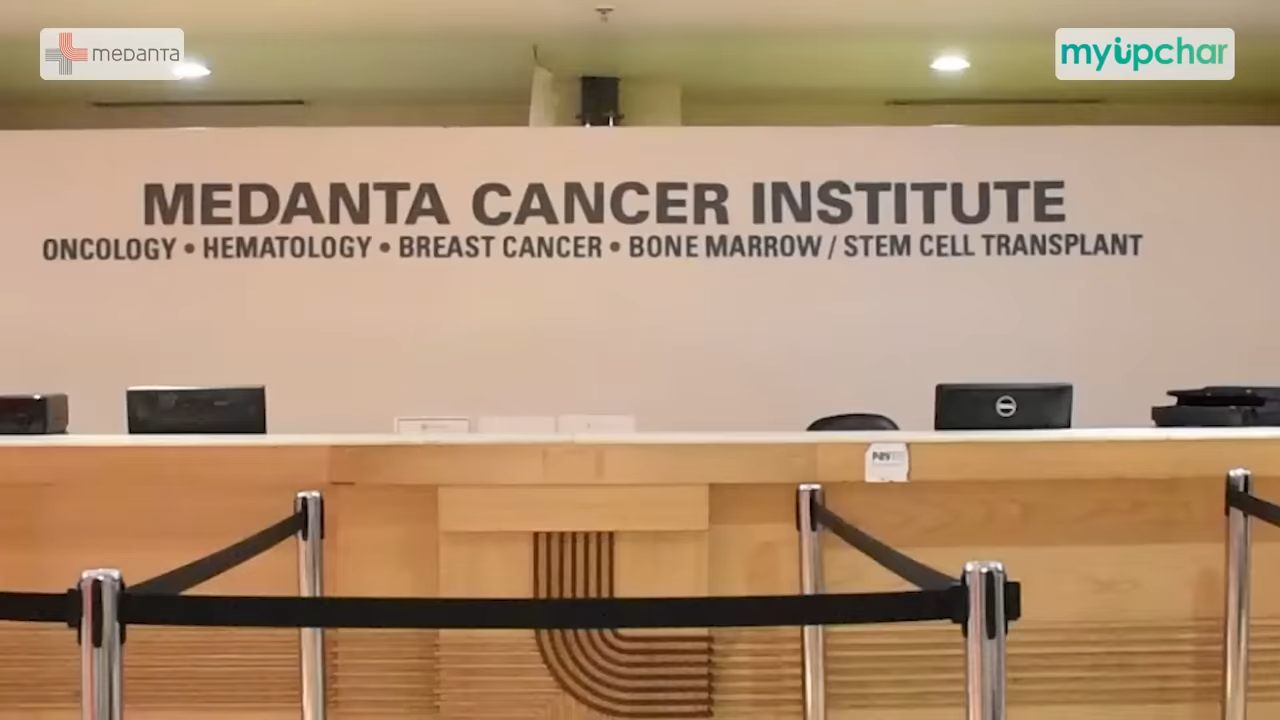 medanta
myUpchar
MEDANTA CANCER INSTITUTE
ONCOLOGY • HEMATOLOGY • BREAST CANCER • BONE MARROW / STEM CELL TRANSPLANT